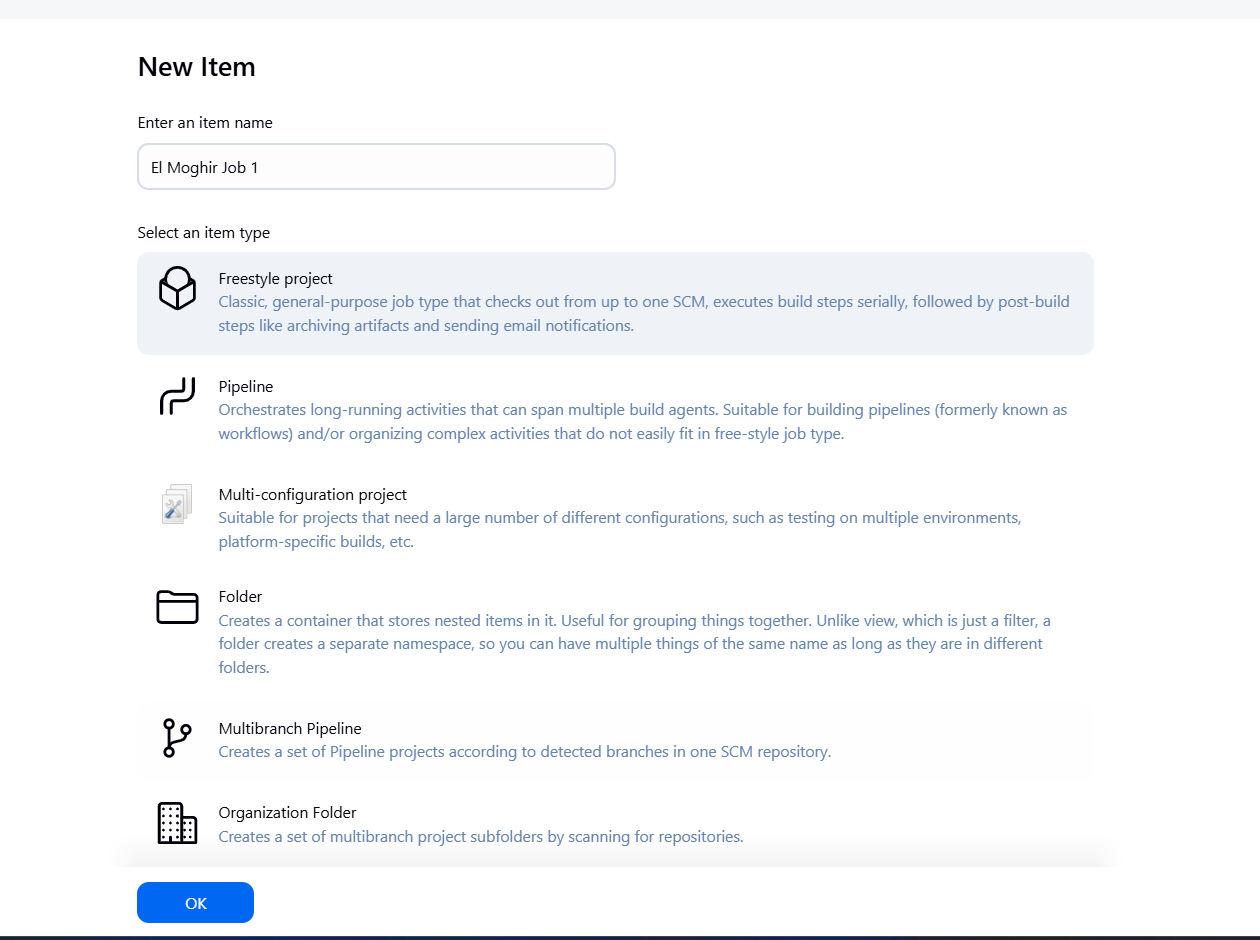 New Item
Enter an item name
El Moghir Job 1
Select an item type
Freestyle project
Classic, general-purpose job type that checks out from up to one SCM, executes build steps serially, followed by post-build
steps like archiving artifacts and sending email notifications.
Pipeline
Orchestrates long-running activities that can span multiple build agents. Suitable for building pipelines (formerly known as
workflows) and/or organizing complex activities that do not easily fit in free-style job type.
Multi-configuration project
Suitable for projects that need a large number of different configurations, such as testing on multiple environments,
platform-specific builds, etc.
Folder
Creates a container that stores nested items in it. Useful for grouping things together. Unlike view, which is just a filter, a
folder creates a separate namespace, so you can have multiple things of the same name as long as they are in different
folders.
Multibranch Pipeline
Creates a set of Pipeline projects according to detected branches in one SCM repository.
Organization Folder
Creates a set of multibranch project subfolders by scanning for repositories.
OK